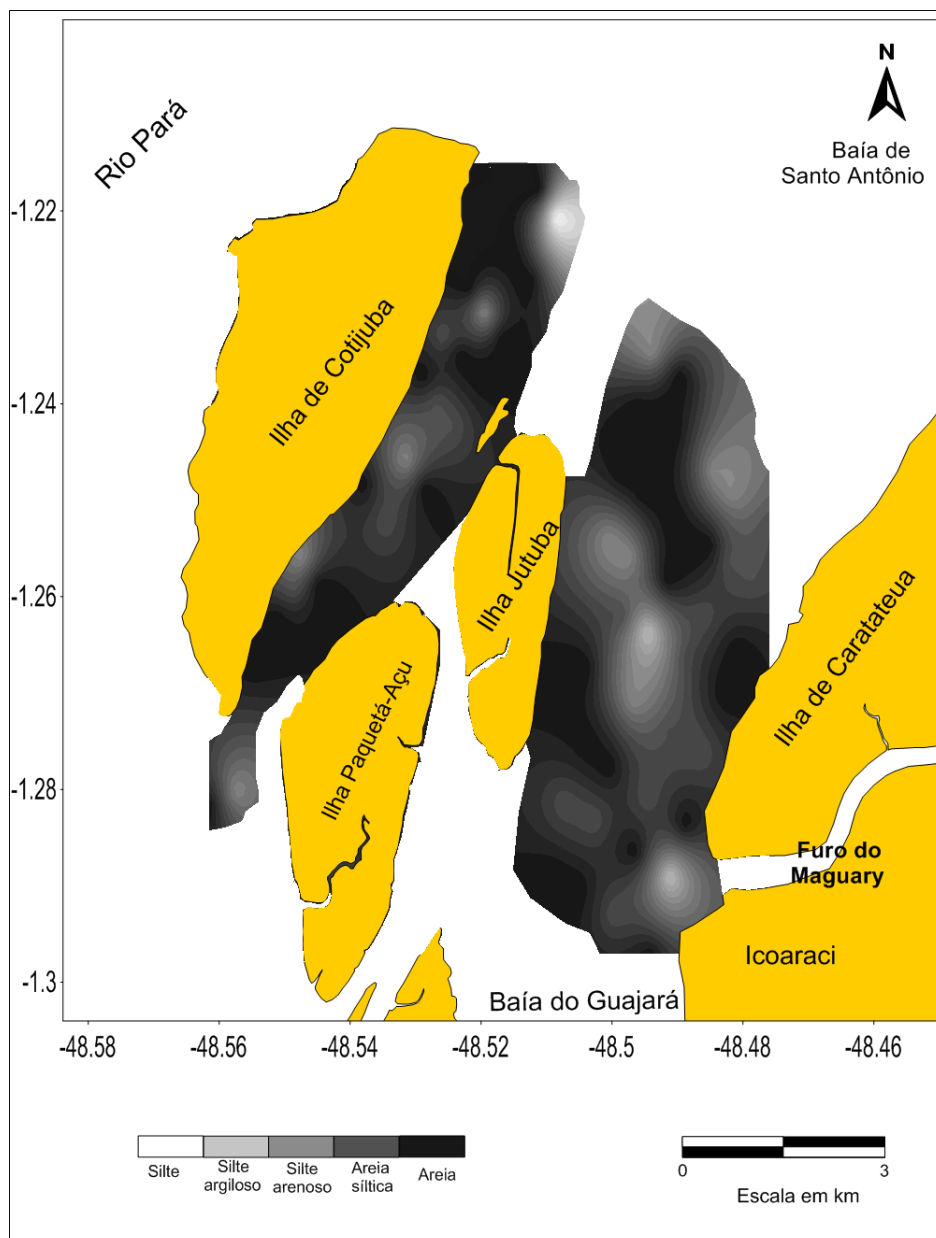 N
Rio Pará
Baía de
Santo Antônio
-1.22
Ilha de Cotijuba
-1.24
Ilha Jutuba
-1.26
Ilha de Caratateua
Ilha Paquetá-Açu
-1.28
Furo do
Maguary
Icoaraci
-1.3
Baía do Guajará
-48.58
-48.56
-48.54
-48.52
-48.5
-48.48
-48.46
Silte
Silte
argiloso
Silte
arenoso
Areia
síltica
Areia
0
3
Escala em km